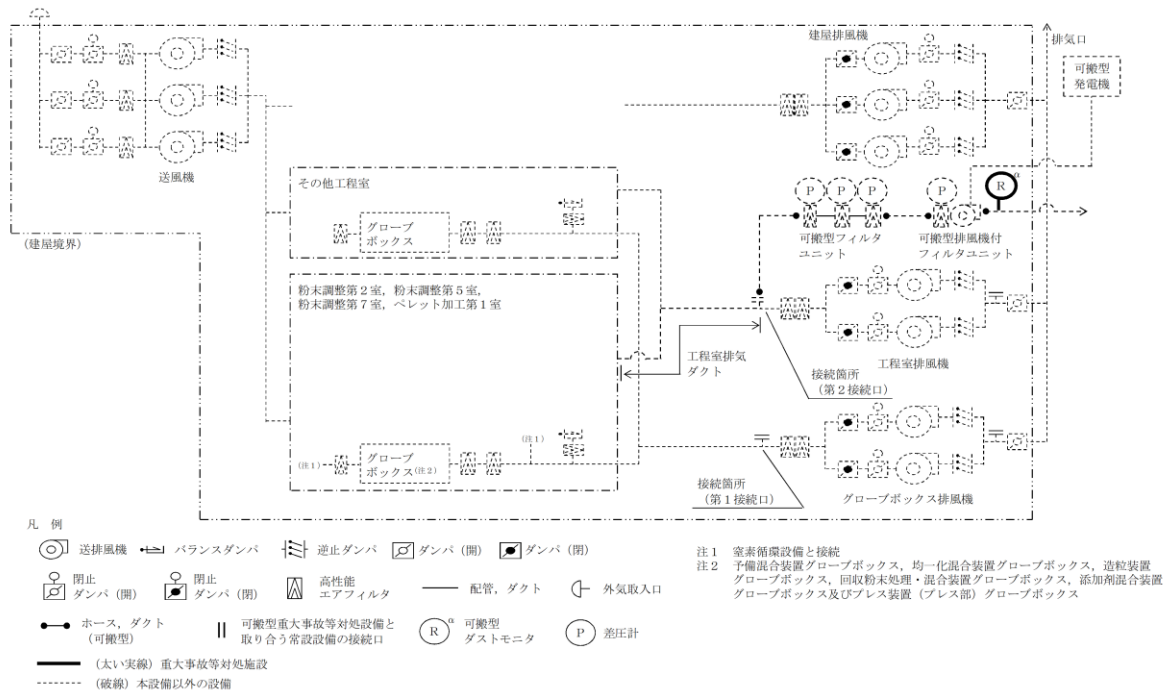 建屋排風機
排気口
可搬型
発電機
送風機
その他工程室
グローブ
ボックス
(建屋境界)
P
P
P
P
R
α
可搬型フィルタ
ユニット
可搬型排風機付
フィルタユニット
粉末調整第2室,粉末調整第5室,
粉末調整第7室,ペレット加工第1室
工程室排気
ダクト
接続箇所
(第2接続口)
工程室排風機
(注1)
(注1)
グローブ
ボックス(注2)
接続箇所
(第1接続口)
グローブボックス排風機
凡 例
送排風機
バランスダンパ
逆止ダンパ
ダンパ(開)
ダンパ(閉)
閉止
ダンパ(開)
閉止
ダンパ(閉)
高性能
エアフィルタ
配管,ダクト
外気取入口
ホース,ダクト
(可搬型)
可搬型重大事故等対処設備と
取り合う常設設備の接続口
R
α
可搬型
ダストモニタ
P
差圧計
(太い実線)重大事故等対処施設
(破線)本設備以外の設備
注1 窒素循環設備と接続
注2 予備混合装置グローブボックス,均一化混合装置グローブボックス,造粒装置
グローブボックス,回収粉末処理・混合装置グローブボックス,添加剤混合装置
グローブボックス及びプレス装置(プレス部)グローブボックス